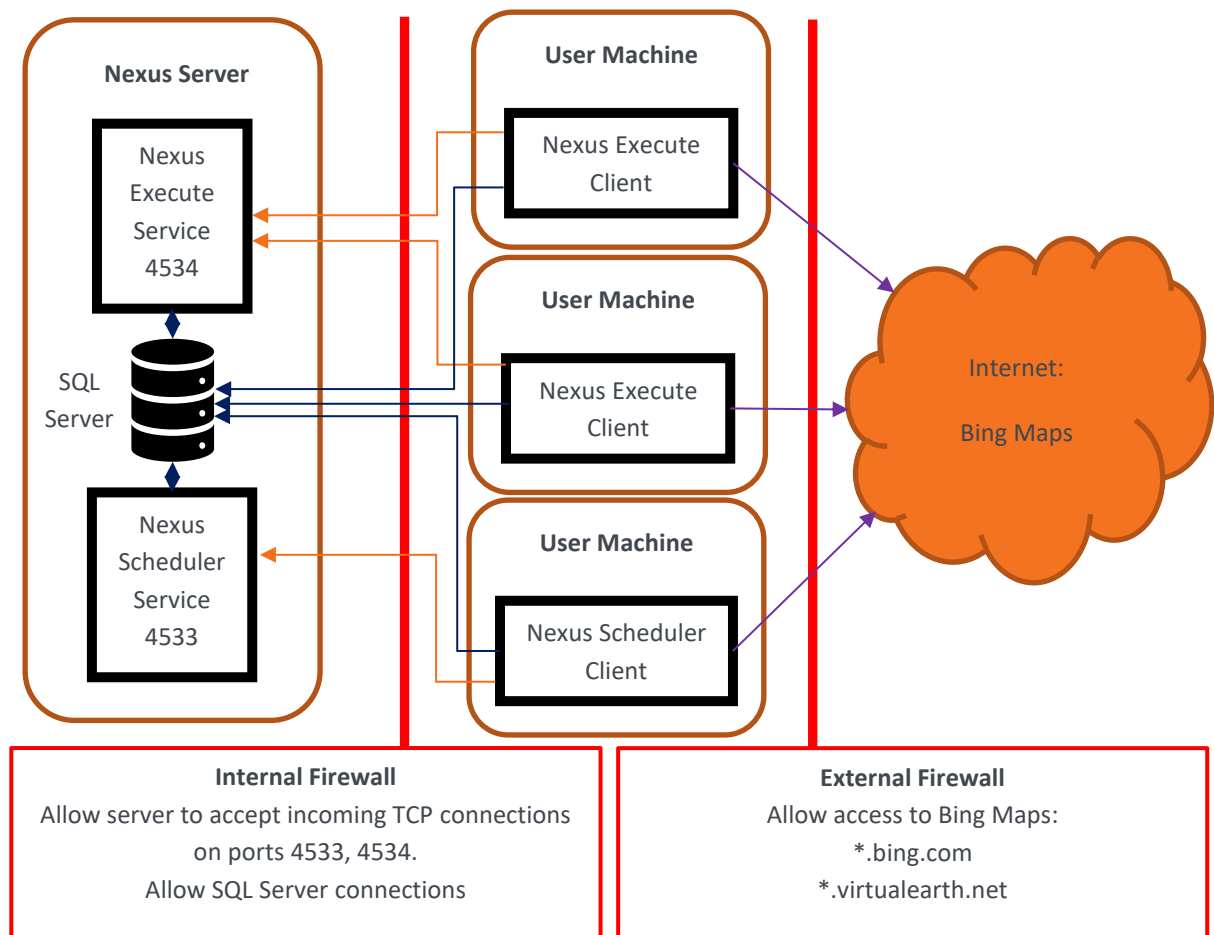 Nexus Server
Nexus
Execute
Service
4534
SQL
Server
Nexus
Scheduler
Service
4533
User Machine
Nexus Execute
Client
User Machine
Nexus Execute
Client
User Machine
Nexus Scheduler
Client
Internet:
Bing Maps
Internal Firewall
Allow server to accept incoming TCP connections
on ports 4533, 4534.
Allow SQL Server connections
External Firewall
Allow access to Bing Maps:
*.bing.com
*.virtualearth.net